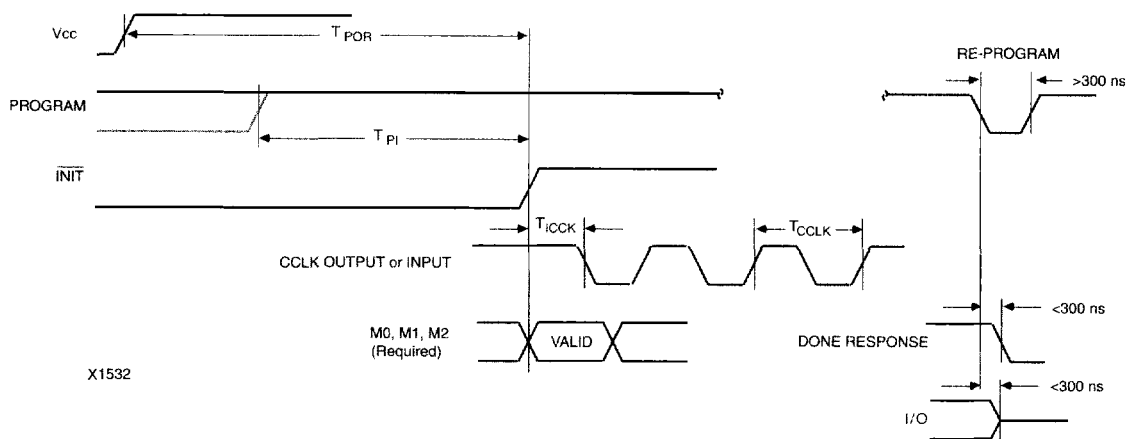 Vcc
T POR
RE-PROGRAM
>300 ns
PROGRAM
T PI
INIT
T ICCK
T CCLK
CCLK OUTPUT or INPUT
<300 ns
M0, M1, M2
(Required)
VALID
DONE RESPONSE
X1532
<300 ns
I/O